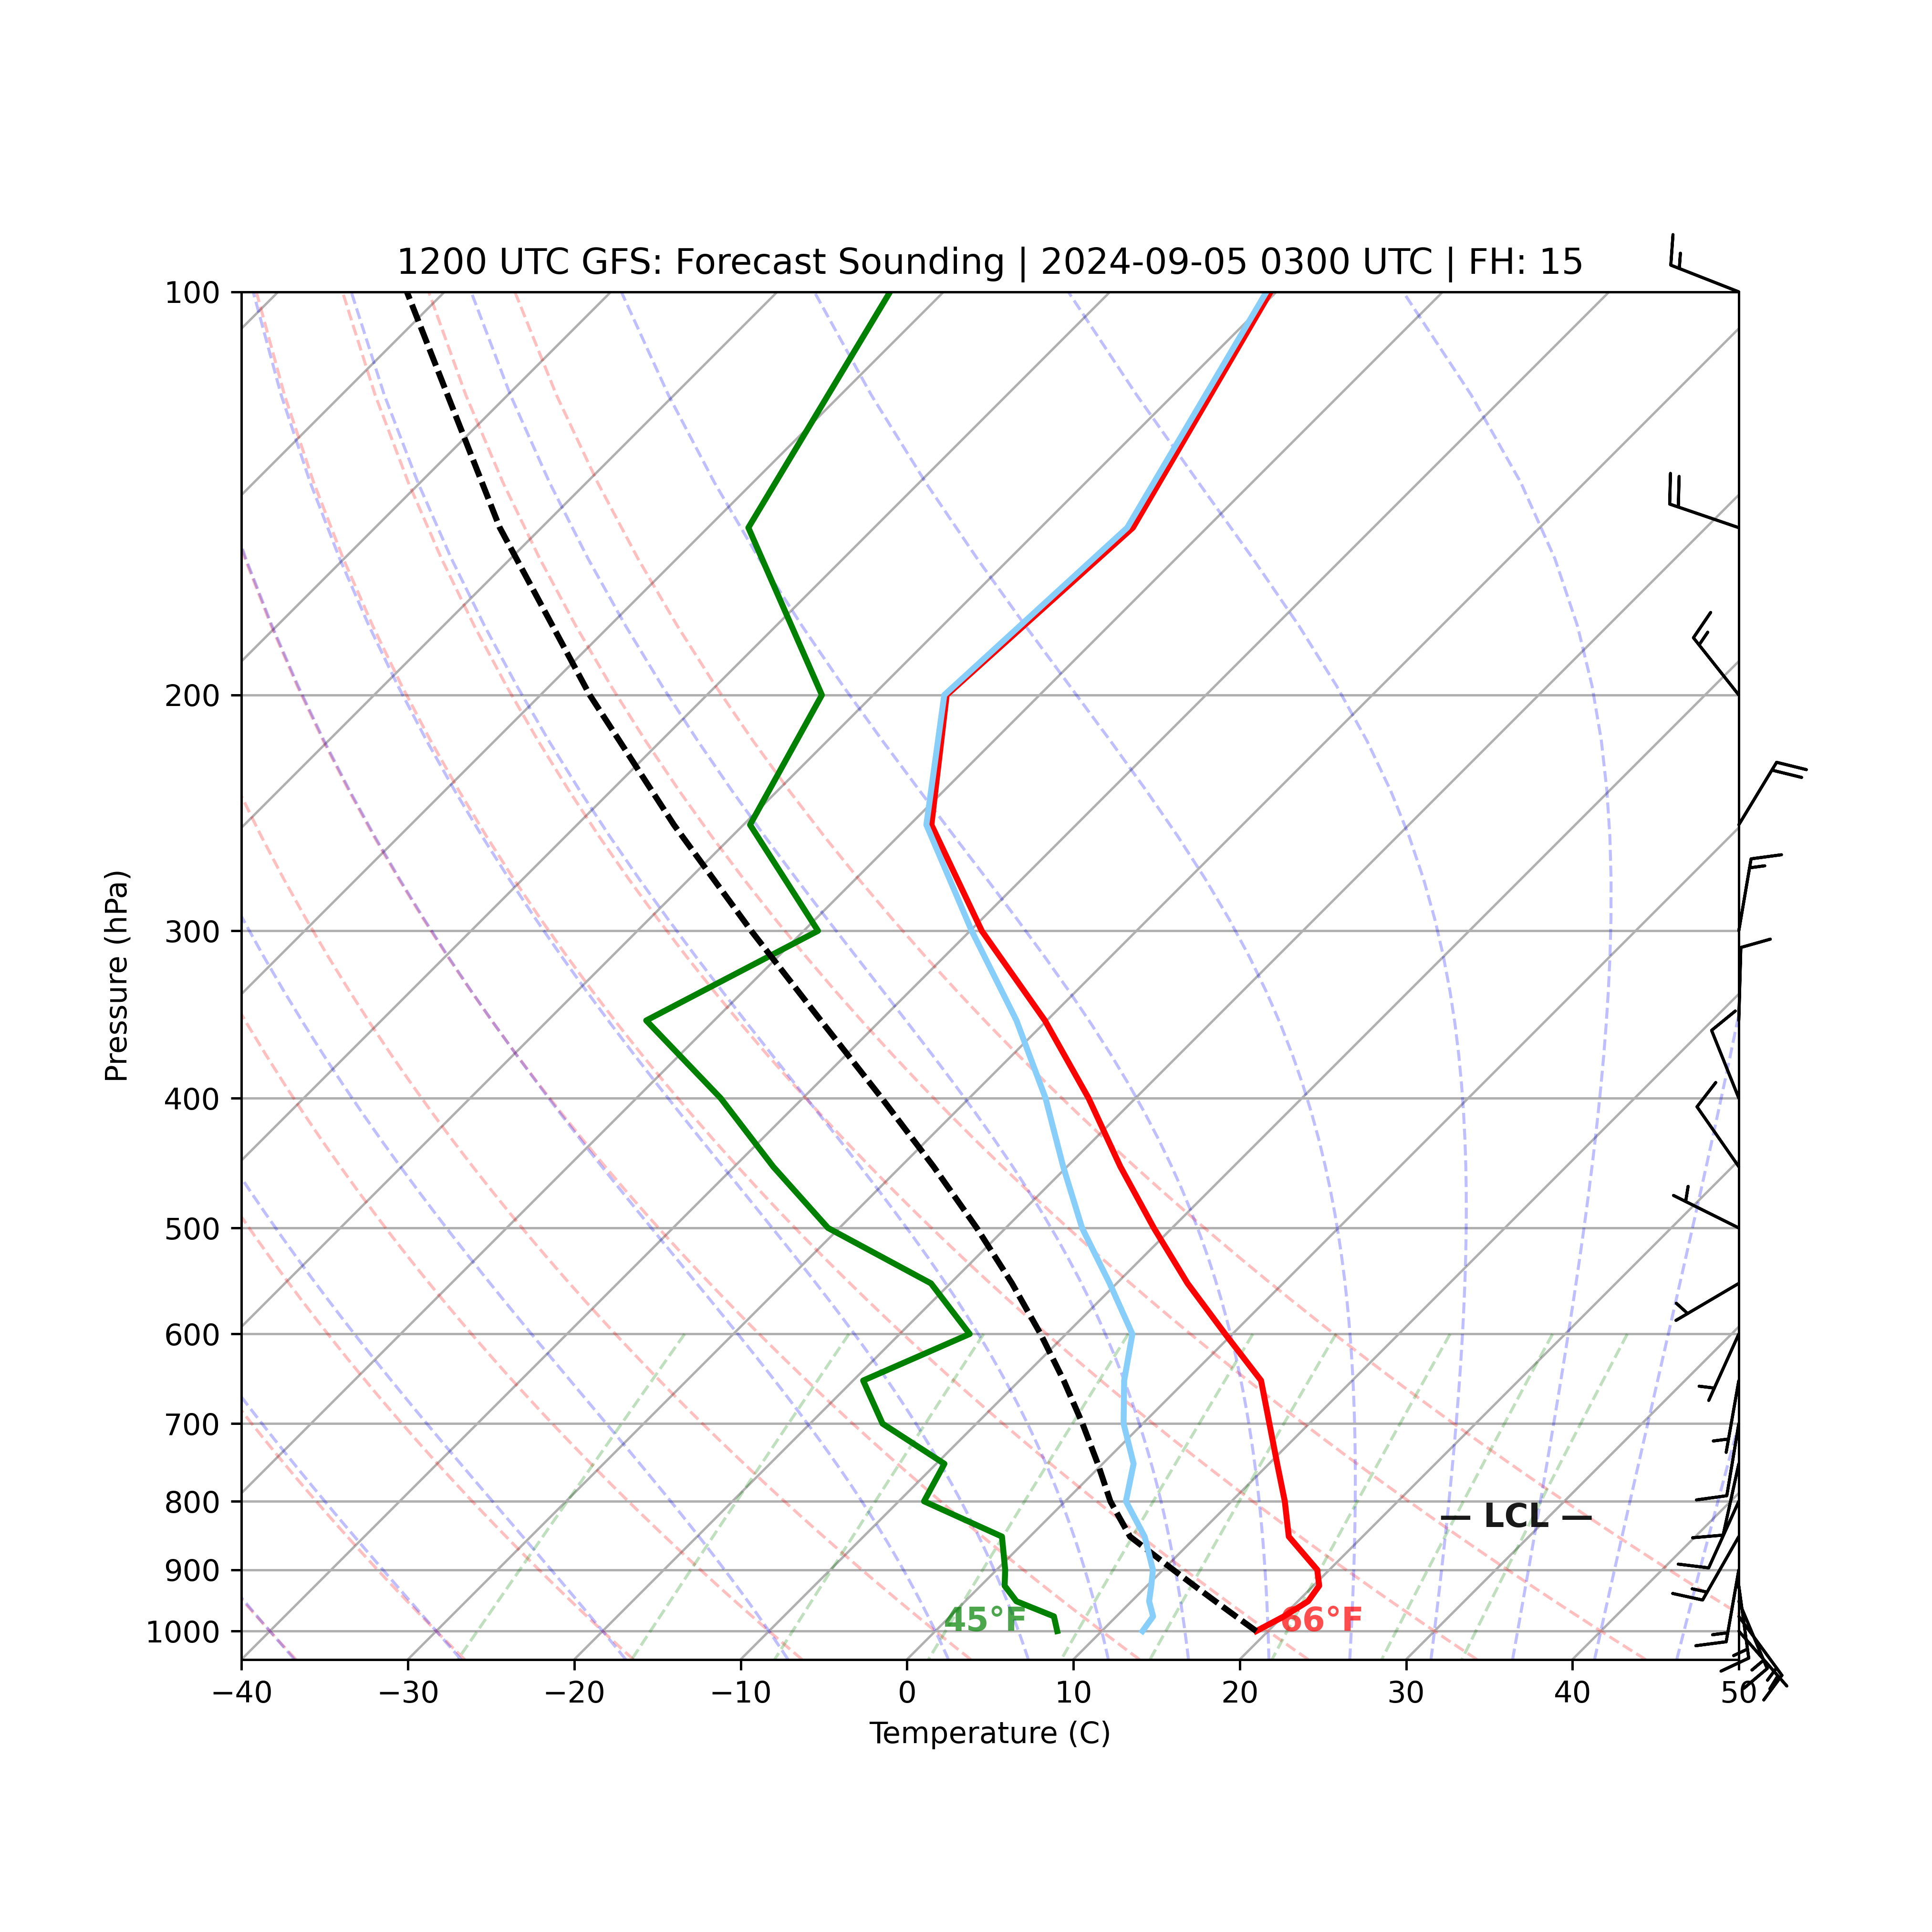 1200 UTC GFS: Forecast Sounding | 2024-09-05 0300 UTC | FH: 15
100
200
300
400
500
600
700
800
900
1000
Pressure (hPa)
— LCL —
45°F
66°F
−40 −30 −20 −10 0 10 20 30 40 50
Temperature (C)